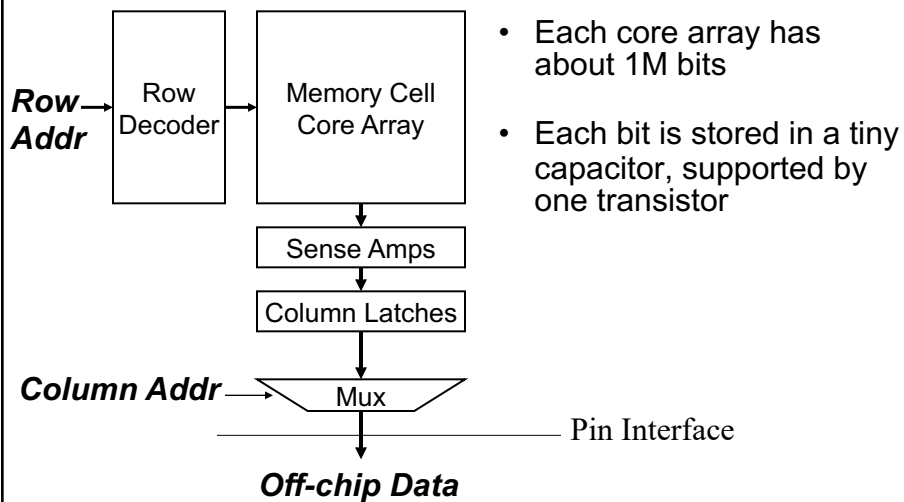 Row
Addr
Row
Decoder
Memory Cell
Core Array
Sense Amps
Column Latches
Column Addr
Mux
Pin Interface
Off-chip Data
• Each core array has
about 1M bits
• Each bit is stored in a tiny
capacitor, supported by
one transistor